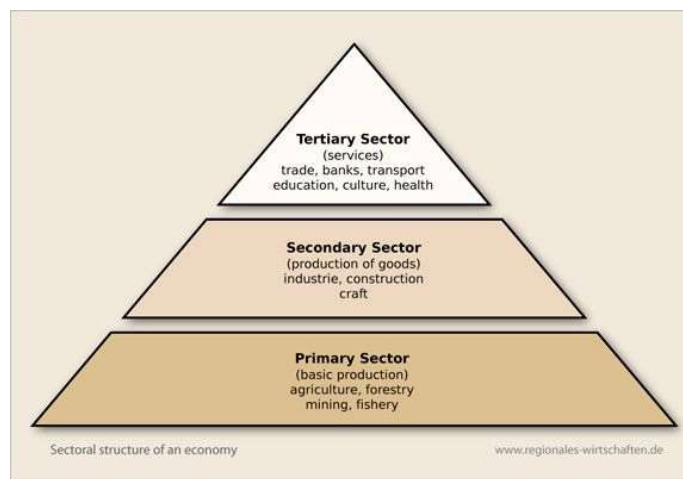 Tertiary Sector
(services)
trade, banks, transport
education, culture, health
Secondary Sector
(production of goods)
industrie, construction
craft
Primary Sector
(basic production)
agriculture, forestry
mining, fishery
Sectoral structure of an economy
www.regionales-wirtschaften.de